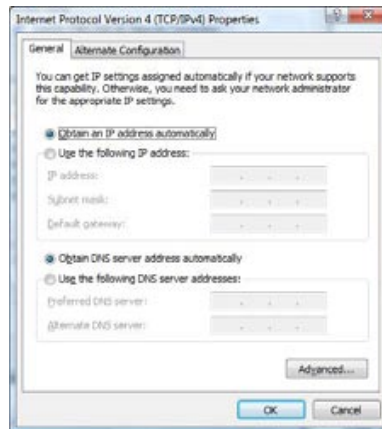 Internet Protocol Version 4 (TCP/IPv4) Properties
General
Alternate Configuration
You can get IP settings assigned automatically if your network supports
this capability. Otherwise, you need to ask your network administrator
for the appropriate IP settings.
Obtain an IP address automatically
Use the following IP address:
IP address:
Subnet mask:
Default gateway:
Obtain DNS server address automatically
Use the following DNS server addresses:
Preferred DNS server:
Alternate DNS server:
Advanced...
OK
Cancel